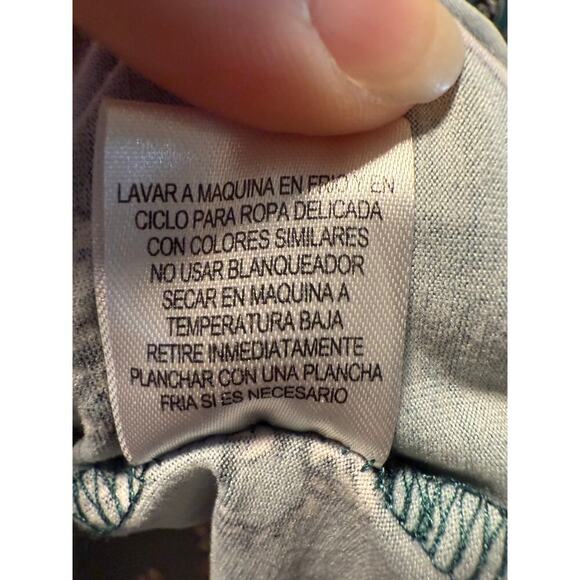 LAVAR A MAQUINA EN FRIO Y EN
CICLO PARA ROPA DELICADA
CON COLORES SIMILARES
NO USAR BLANQUEADOR
SECAR EN MAQUINA A
TEMPERATURA BAJA
RETIRE INMEDIATAMENTE
PLANCHAR CON UNA PLANCHA
FRIA SI ES NECESARIO